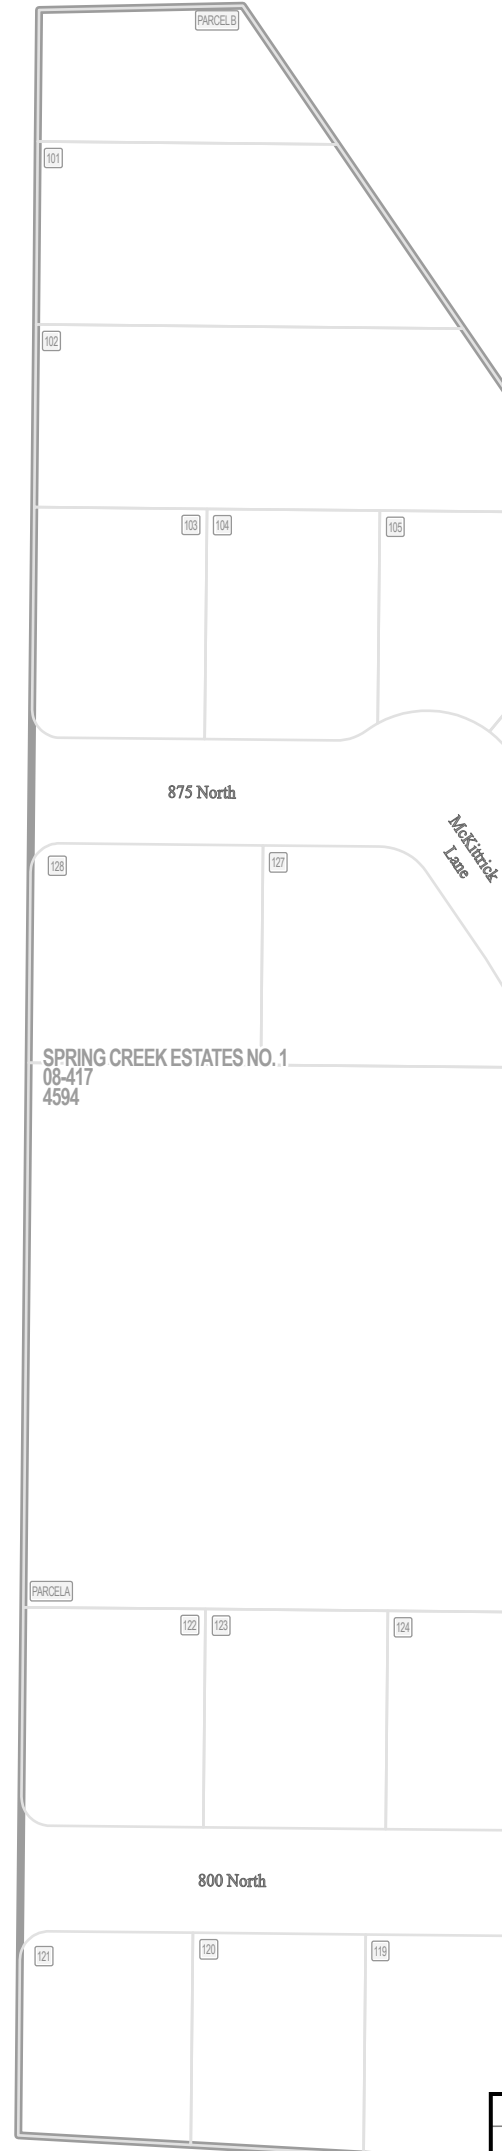 PARCEL B
101
102
103
104
105
875 North
McKittrick
Lane
128
127
SPRING CREEK ESTATES NO. 1
08-417
4594
PARCEL A
122
123
124
800 North
121
120
119